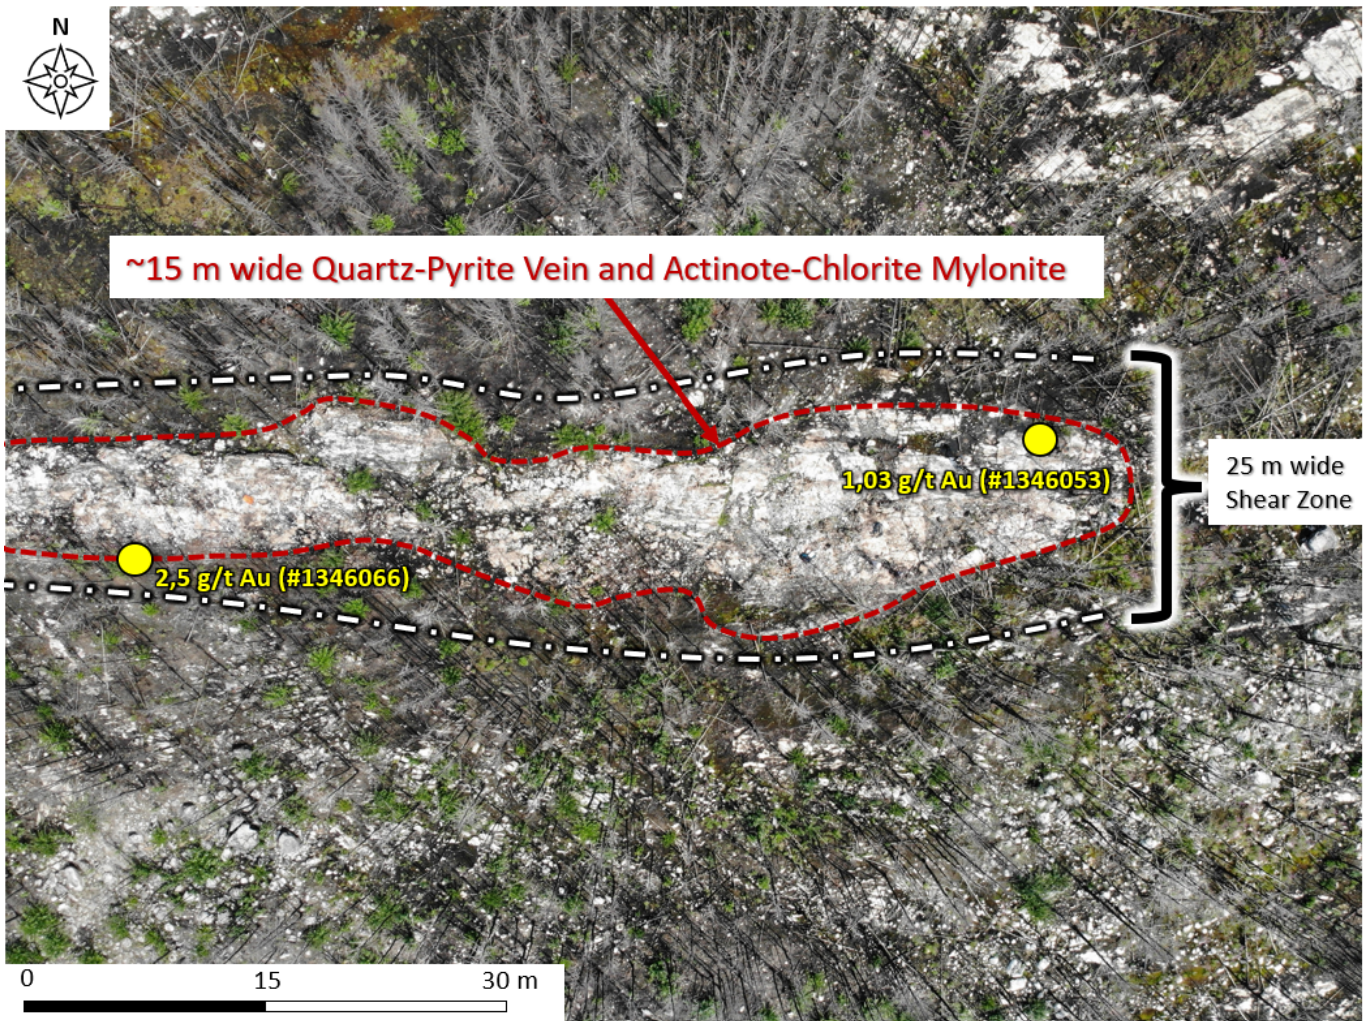 N
~15 m wide Quartz-Pyrite Vein and Actinote-Chlorite Mylonite
1,03 g/t Au (#1346053)
25 m wide
Shear Zone
2,5 g/t Au (#1346066)
0 15 30 m